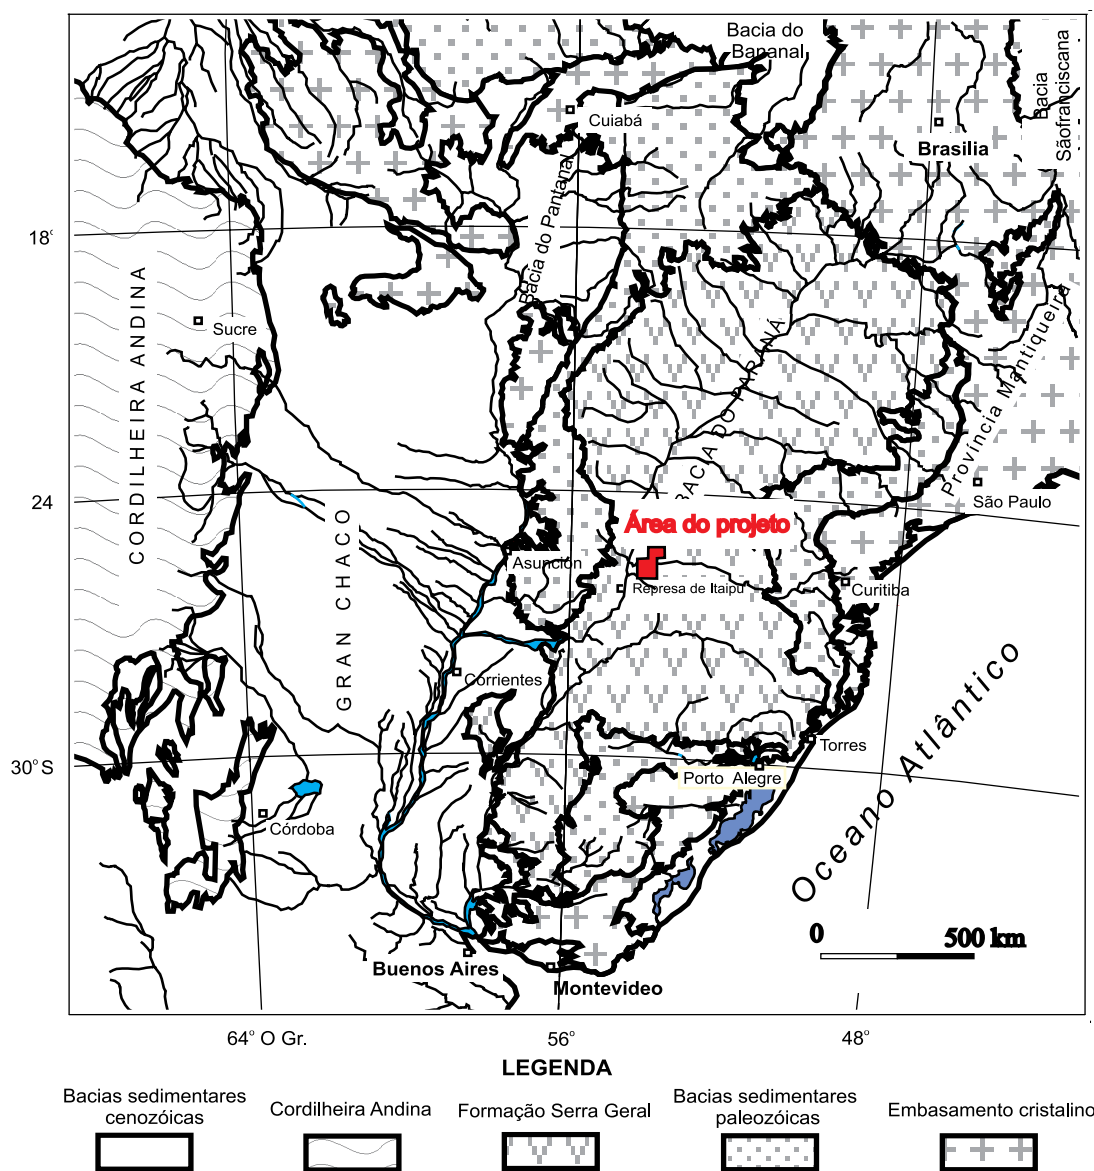 Bacia do
Bananal
Bacia
Sãofranciscana
Cuiabá
Brasilia
Bacia do Pantanal
18°
CORDILHEIRA ANDINA
Sucre
BACIA DO PARANÁ
Província Mantiqueira
24
São Paulo
Área do projeto
GRAN CHACO
Asunción
Represa de Itaipu
Curitiba
Corrientes
Oceano Atlântico
Torres
30° S
Porto Alegre
Córdoba
0 500 km
Buenos Aires
Montevideo
64° O Gr. 56° 48°
LEGENDA
Bacias sedimentares
cenozóicas
Cordilheira Andina
Formação Serra Geral
Bacias sedimentares
paleozóicas
Embasamento cristalino